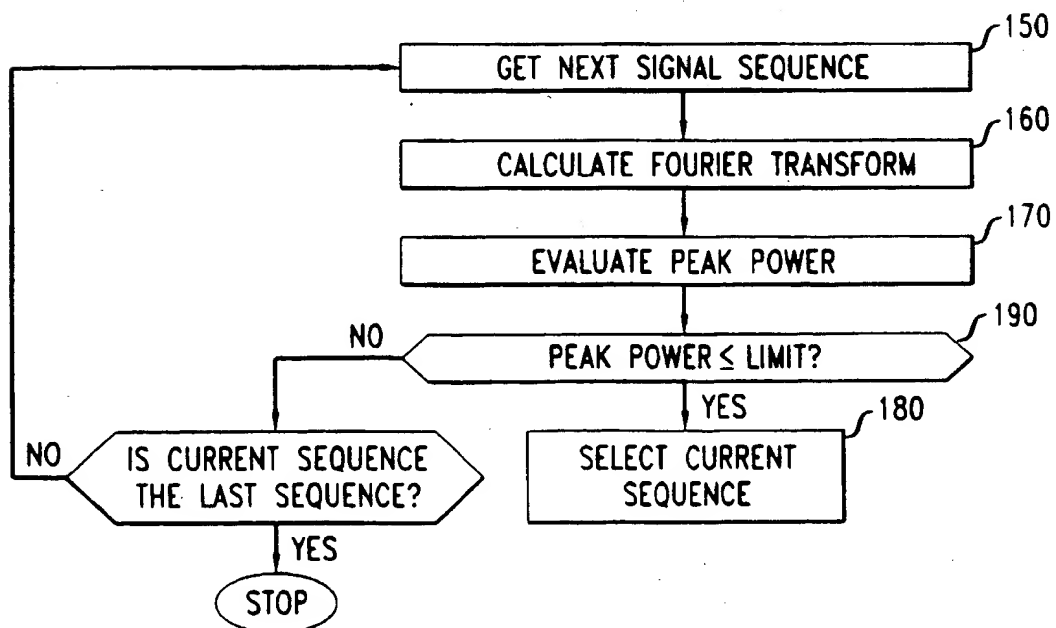 150
GET NEXT SIGNAL SEQUENCE
160
CALCULATE FOURIER TRANSFORM
170
EVALUATE PEAK POWER
190
NO
PEAK POWER ≤ LIMIT?
YES
180
NO
IS CURRENT SEQUENCE
THE LAST SEQUENCE?
SELECT CURRENT
SEQUENCE
YES
STOP